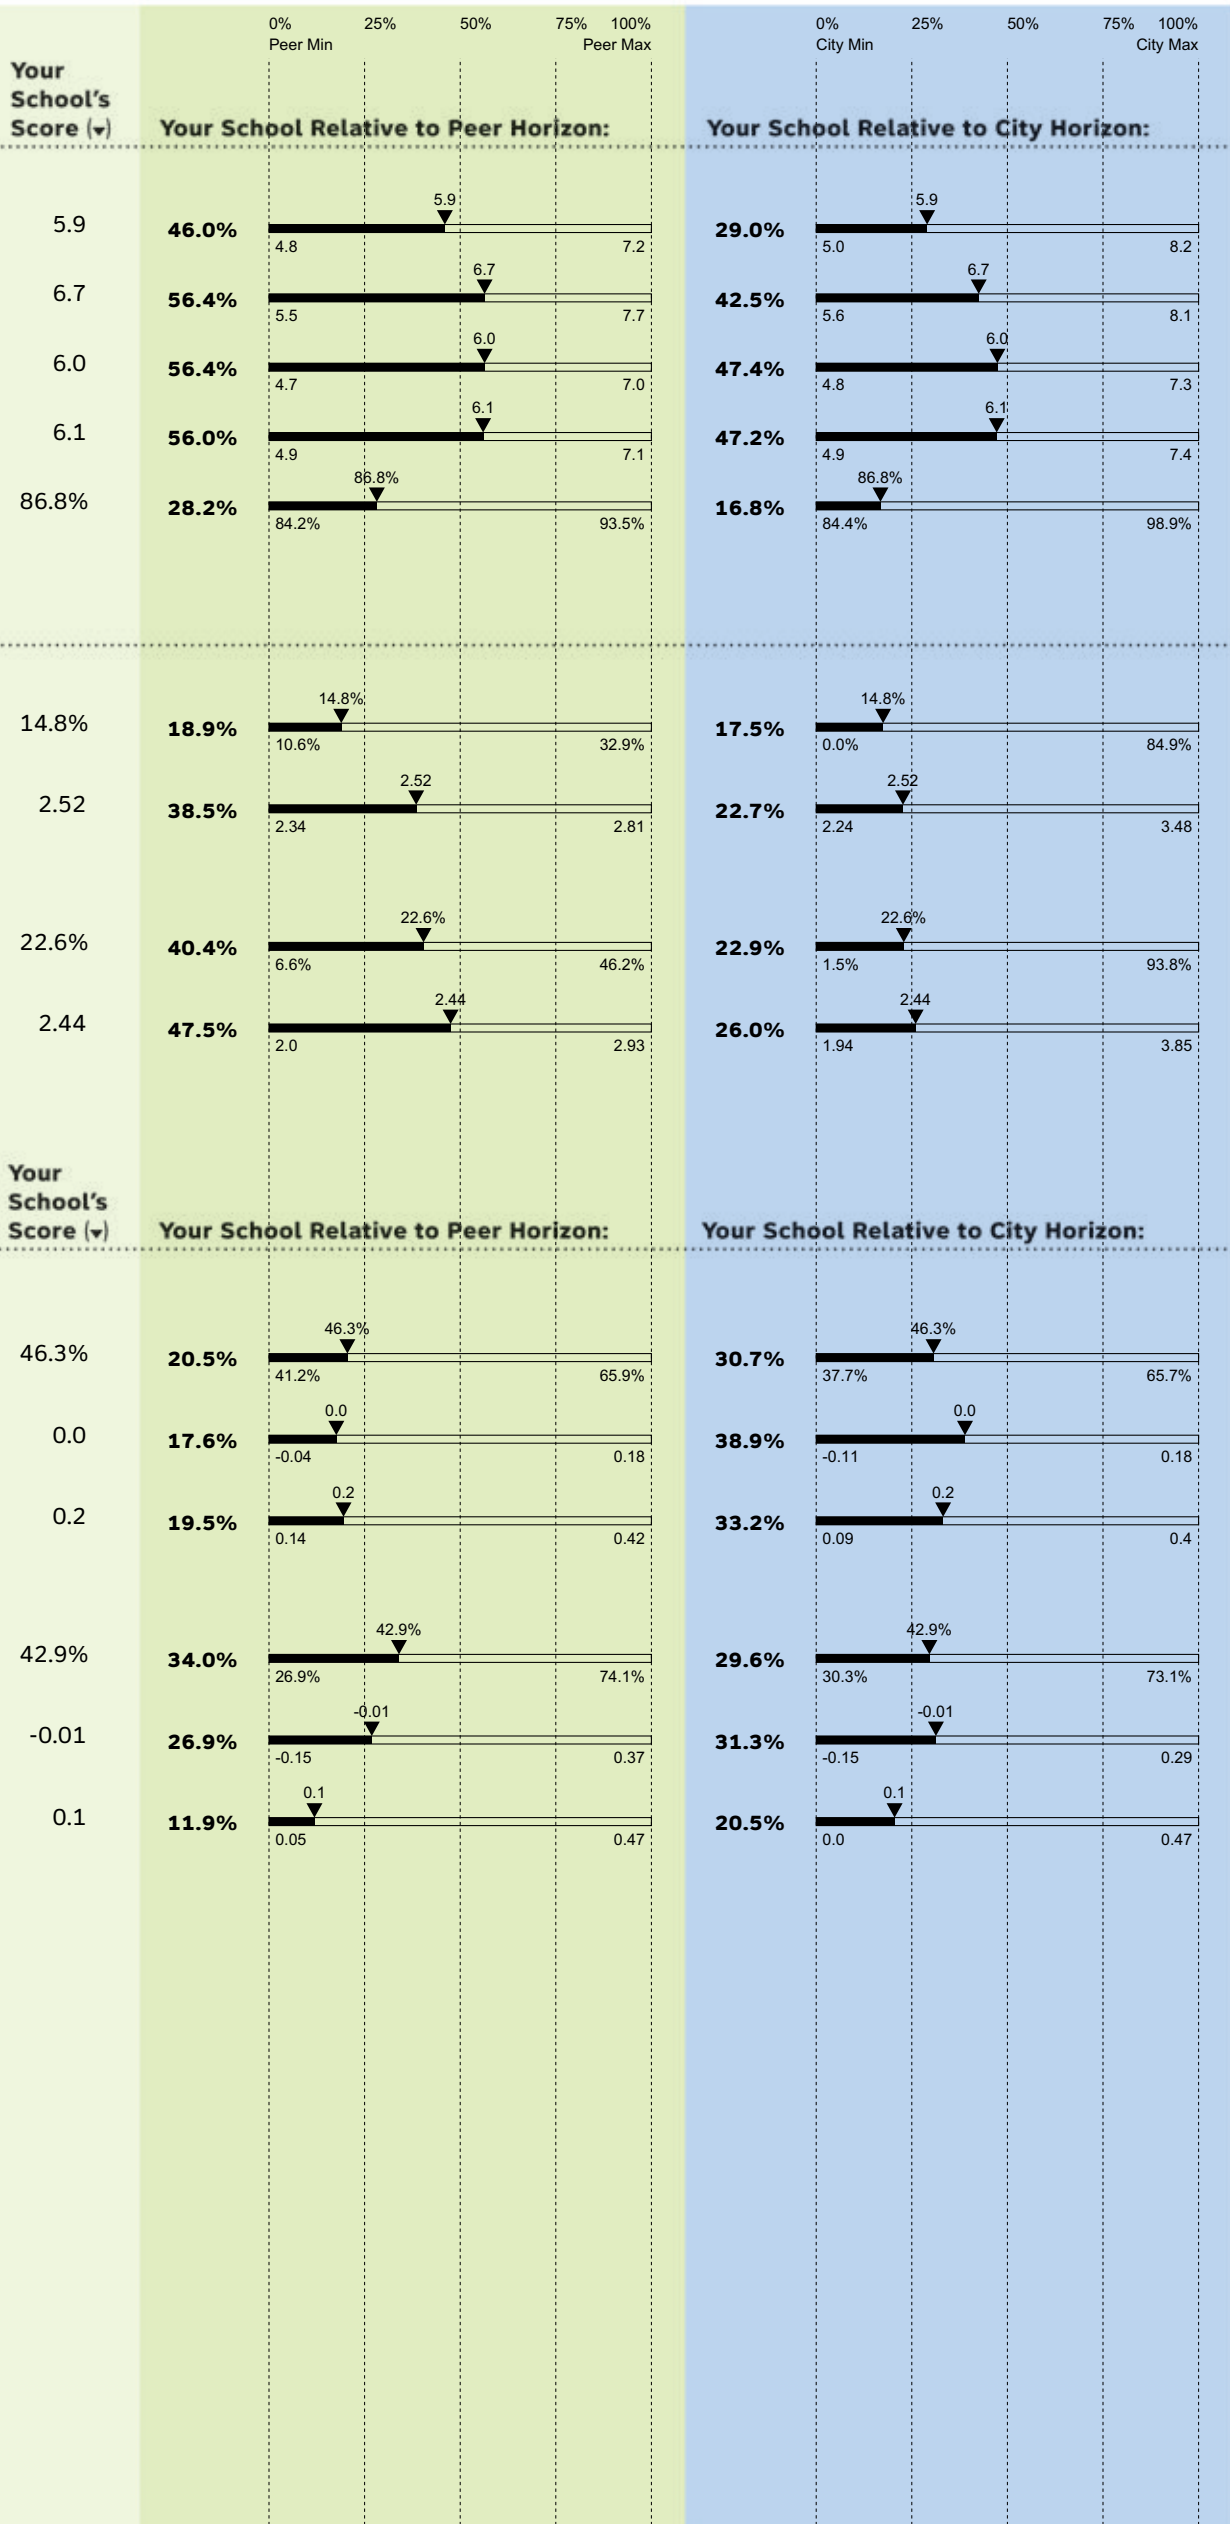 0% 25% 50% 75% 100% 0% 25% 50% 75% 100%
Peer Min Peer Max City Min City Max
Your
School's
Score (▼) Your School Relative to Peer Horizon: Your School Relative to City Horizon:
5.9 5.9
5.9 46.0% 29.0%
4.8 7.2 5.0 8.2
6.7 6.7
6.7 56.4% 42.5%
5.5 7.7 5.6 8.1
6.0 6.0
6.0 56.4% 47.4%
4.7 7.0 4.8 7.3
6.1 6.1
6.1 56.0% 47.2%
4.9 7.1 4.9 7.4
86.8% 86.8%
86.8% 28.2% 16.8%
84.2% 93.5% 84.4% 98.9%
14.8% 14.8%
14.8% 18.9% 17.5%
10.6% 32.9% 0.0% 84.9%
2.52 2.52
2.52 38.5% 22.7%
2.34 2.81 2.24 3.48
22.6% 22.6%
22.6% 40.4% 22.9%
6.6% 46.2% 1.5% 93.8%
2.44 2.44
2.44 47.5% 26.0%
2.0 2.93 1.94 3.85
Your
School's
Score (▼) Your School Relative to Peer Horizon: Your School Relative to City Horizon:
46.3% 46.3%
46.3% 20.5% 30.7%
41.2% 65.9% 37.7% 65.7%
0.0 0.0
0.0 17.6% 38.9%
-0.04 0.18 -0.11 0.18
0.2 0.2
0.2 19.5% 33.2%
0.14 0.42 0.09 0.4
42.9% 42.9%
42.9% 34.0% 29.6%
26.9% 74.1% 30.3% 73.1%
-0.01 -0.01
-0.01 26.9% 31.3%
-0.15 0.37 -0.15 0.29
0.1 0.1
0.1 11.9% 20.5%
0.05 0.47 0.0 0.47